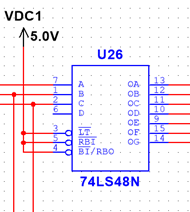 VDC1
5.0V
U26
7 A OA 13
1 B OB 12
2 C OC 11
6 D OD 10
OE 9
3 LT OF 15
5 RBI OG 14
4 BI/RBO
74LS48N